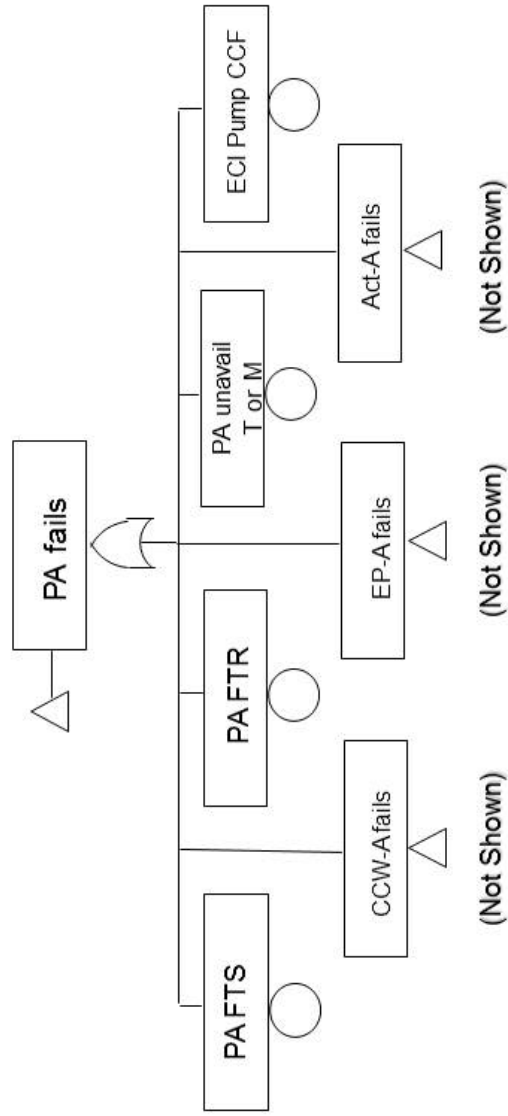 PA fails
PA FTS
PA FTR
PA unavail
T or M
ECI Pump CCF
CCW-A fails
EP-A fails
Act-A fails
(Not Shown)
(Not Shown)
(Not Shown)